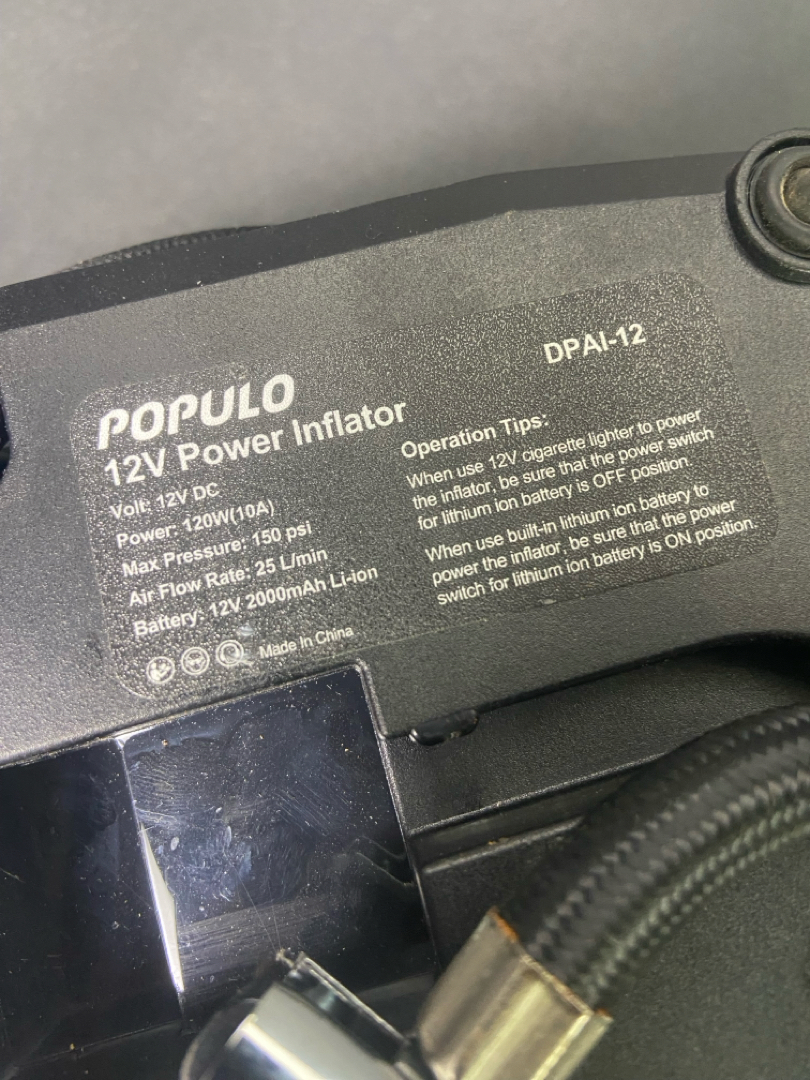 DPAI-12
POPULO
12V Power Inflator
Volt: 12V DC
Power: 120W(10A)
Max Pressure: 150 psi
Air Flow Rate: 25 L/min
Battery: 12V 2000mAh Li-ion
Made In China
Operation Tips:
When use 12V cigarette lighter to power
the inflator, be sure that the power switch
for lithium ion battery is OFF position.
When use built-in lithium ion battery to
power the inflator, be sure that the power
switch for lithium ion battery is ON position.